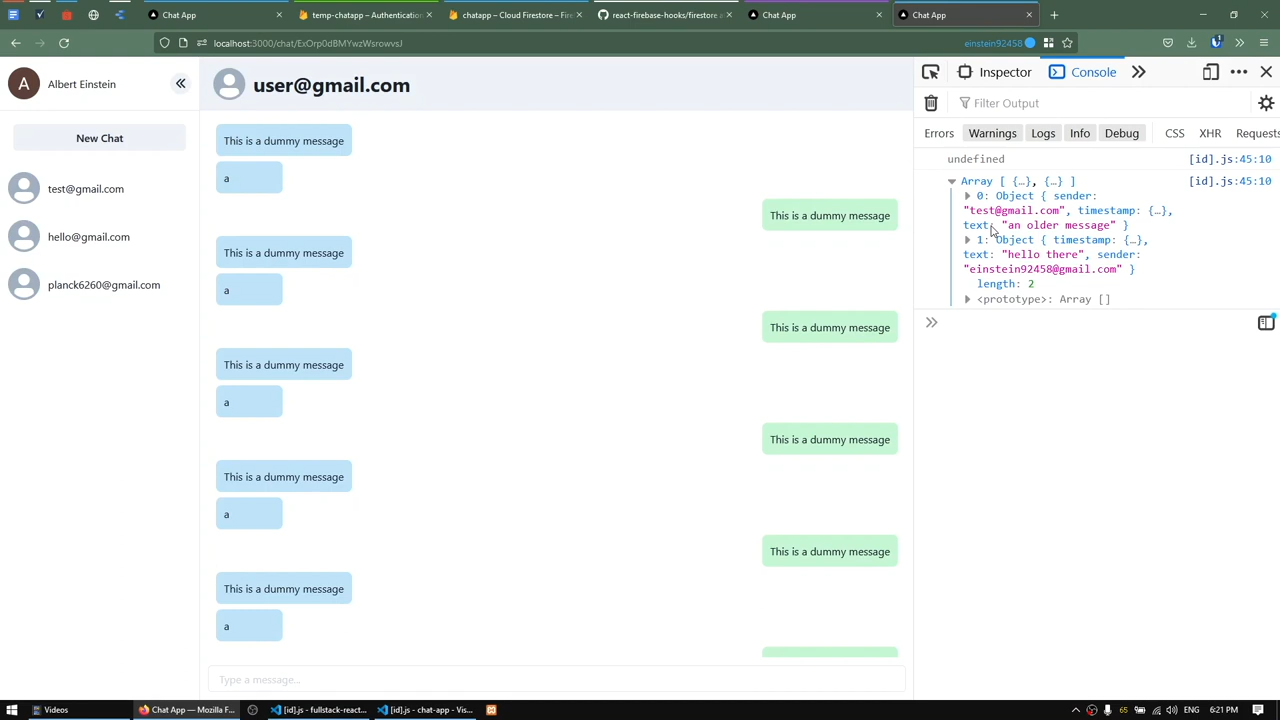 Chat App
temp-chatapp – Authentication
chatapp – Cloud Firestore – Fire
react-firebase-hooks/firestore a
Chat App
Chat App
localhost:3000/chat/ExOrp0dBMYwzWsrowvsJ
einstein92458
A
Albert Einstein
New Chat
test@gmail.com
hello@gmail.com
planck6260@gmail.com
user@gmail.com
This is a dummy message
a
This is a dummy message
This is a dummy message
a
This is a dummy message
This is a dummy message
a
This is a dummy message
This is a dummy message
a
This is a dummy message
This is a dummy message
a
Type a message...
Inspector
Console
Filter Output
Errors
Warnings
Logs
Info
Debug
CSS
XHR
Requests
undefined
[id].js:45:10
Array [ {…}, {…} ]
[id].js:45:10
0: Object { sender:
"test@gmail.com", timestamp: {…},
text: "an older message" }
1: Object { timestamp: {…},
text: "hello there", sender:
"einstein92458@gmail.com" }
length: 2
<prototype>: Array []
Videos
Chat App — Mozilla F...
[id].js - fullstack-react...
[id].js - chat-app - Vis...
65
ENG
6:21 PM